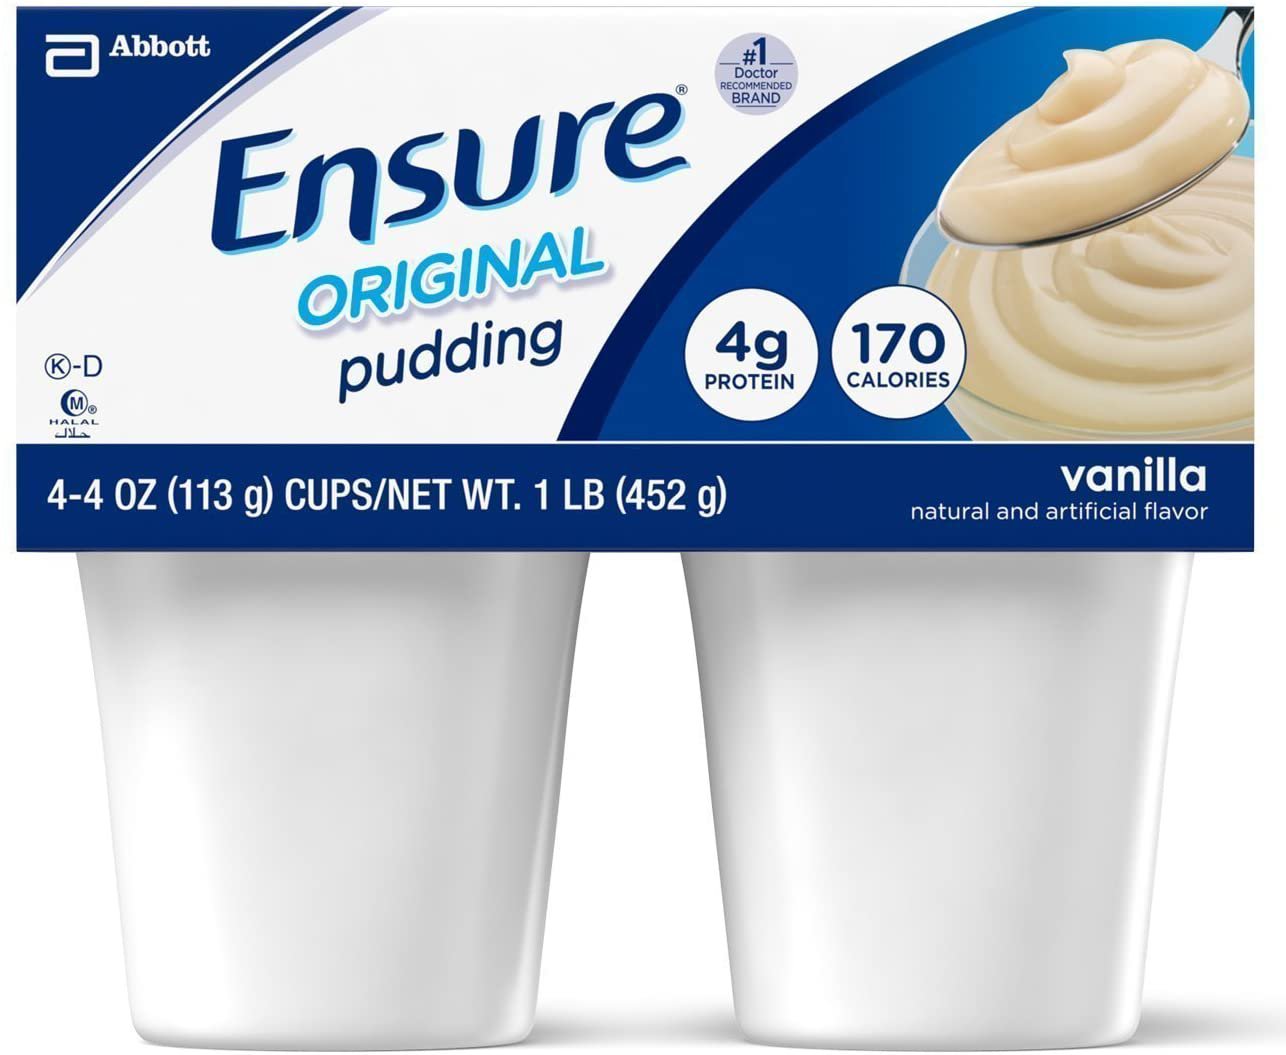 Abbott
Ensure®
ORIGINAL
pudding
#1
Doctor
RECOMMENDED
BRAND
4g
PROTEIN
170
CALORIES
K-D
M®
HALAL
حلال
4-4 OZ (113 g) CUPS/NET WT. 1 LB (452 g)
vanilla
natural and artificial flavor